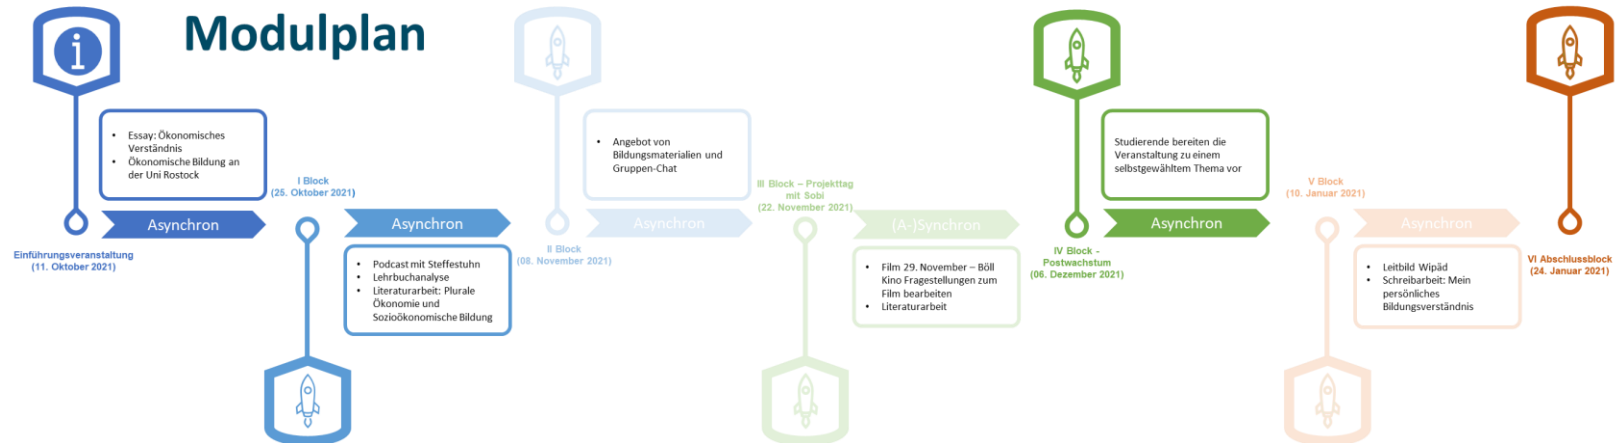 Modulplan
Einführungsveranstaltung
(11. Oktober 2021)
• Essay: Ökonomisches
Verständnis
• Ökonomische Bildung an
der Uni Rostock
Asynchron
I Block
(25. Oktober 2021)
Asynchron
• Podcast mit Steffestuhn
• Lehrbuchanalyse
• Literaturarbeit: Plurale
Ökonomie und
Sozioökonomische Bildung
II Block
(08. November 2021)
• Angebot von
Bildungsmaterialien und
Gruppen-Chat
Asynchron
III Block – Projekttag
mit Sobi
(22. November 2021)
(A-)Synchron
• Film 29. November – Böll
Kino Fragestellungen zum
Film bearbeiten
• Literaturarbeit
IV Block -
Postwachstum
(06. Dezember 2021)
Studierende bereiten die
Veranstaltung zu einem
selbstgewähltem Thema vor
Asynchron
V Block
(10. Januar 2021)
Asynchron
• Leitbild Wipäd
• Schreibarbeit: Mein
persönliches
Bildungsverständnis
VI Abschlussblock
(24. Januar 2021)